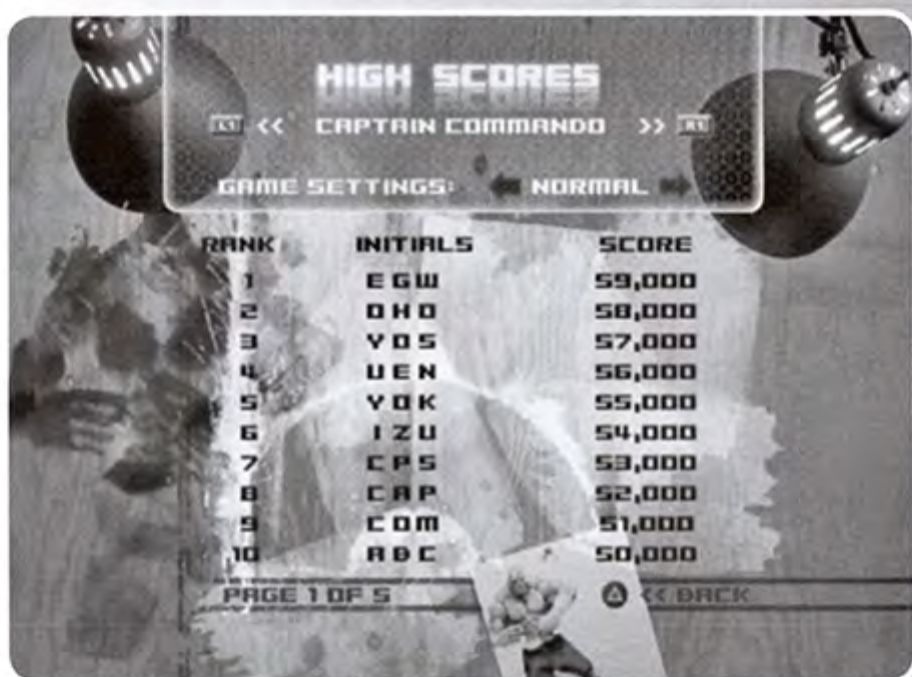 HIGH SCORES
L1 << CAPTAIN COMMANDO >> R1
GAME SETTINGS: NORMAL
RANK INITIALS SCORE
1 EGW 59,000
2 OHO 58,000
3 YOS 57,000
4 UEN 56,000
5 YOK 55,000
6 IZU 54,000
7 CPS 53,000
8 CAP 52,000
9 COM 51,000
10 ABC 50,000
PAGE 1 OF 5 << BACK